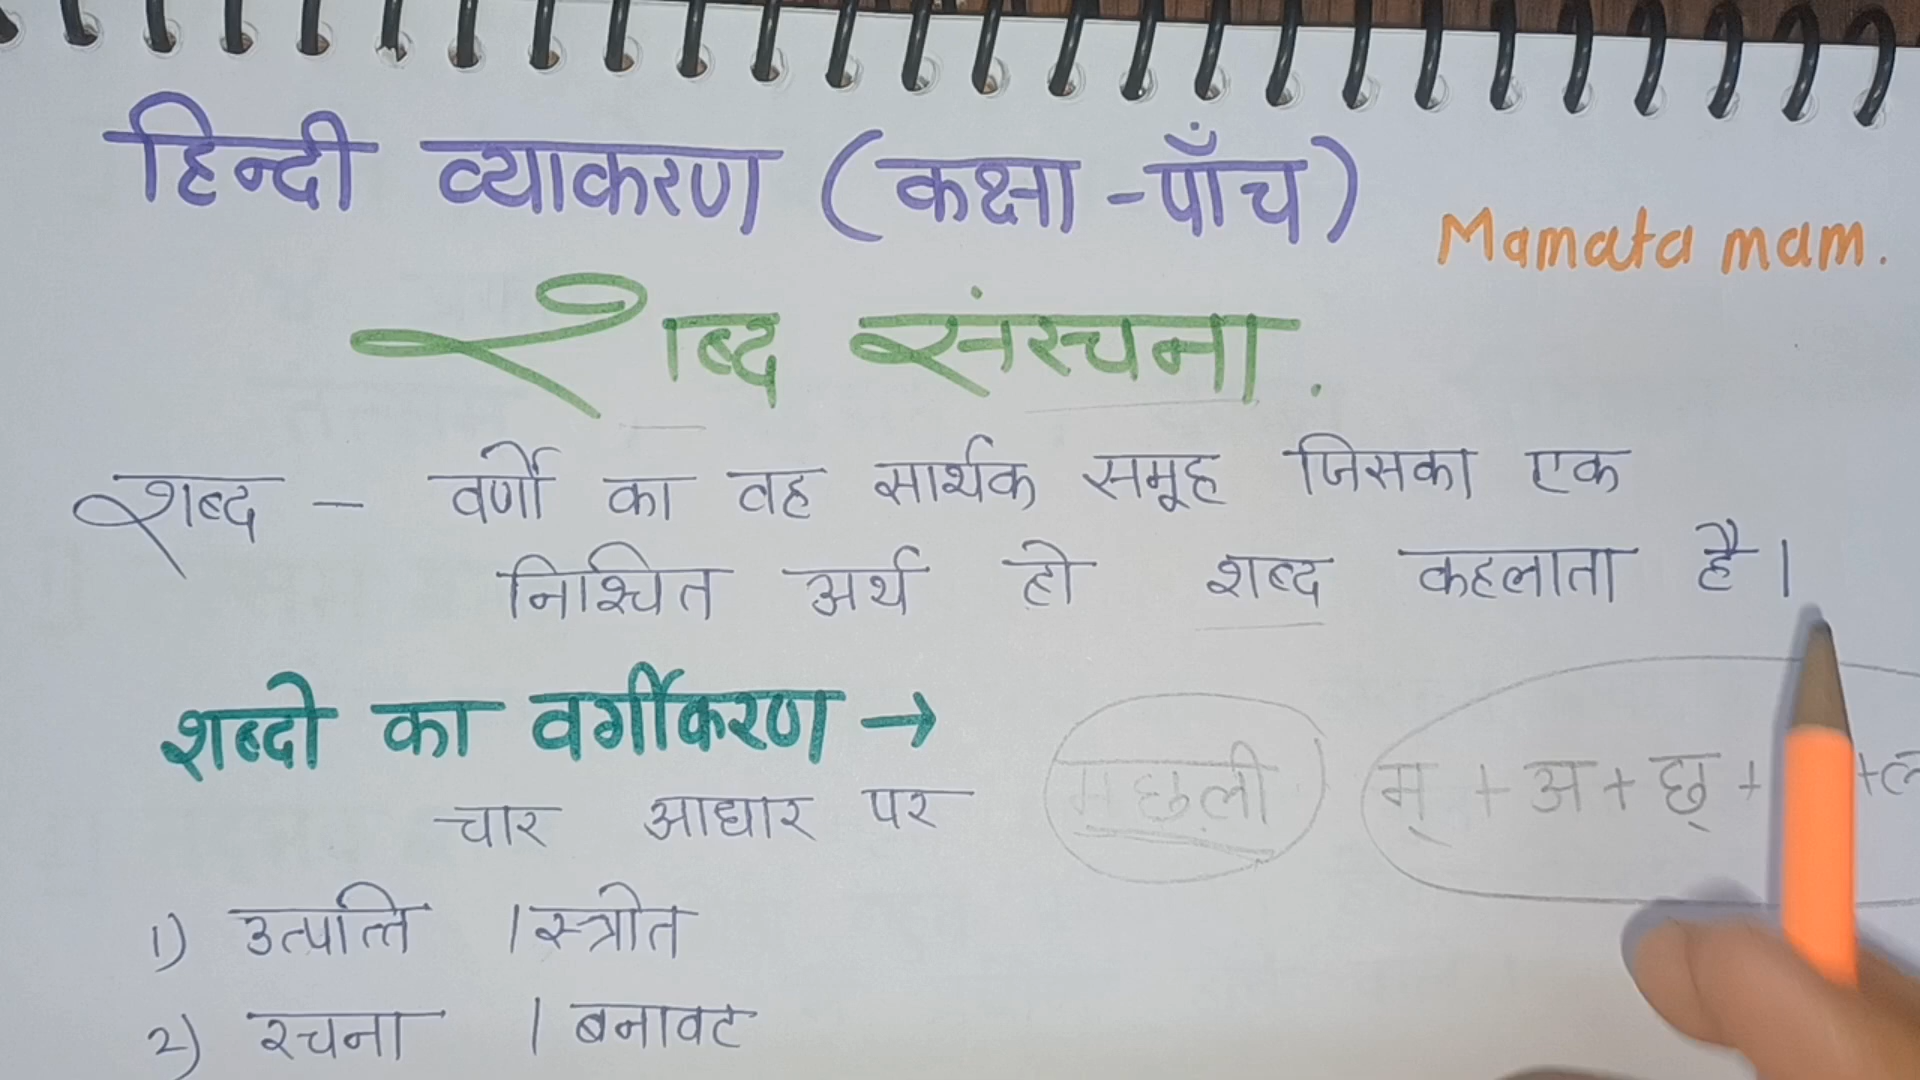 हिन्दी व्याकरण (कक्षा - पाँच)
Mamata mam.
शब्द संरचना.
शब्द - वर्णों का वह सार्थक समूह जिसका एक
निश्चित अर्थ हो शब्द कहलाता है।
शब्दो का वर्गीकरण →
चार आधार पर
मछली म् + अ + छ् + + ल
1) उत्पत्ति । स्त्रोत
2) रचना । बनावट